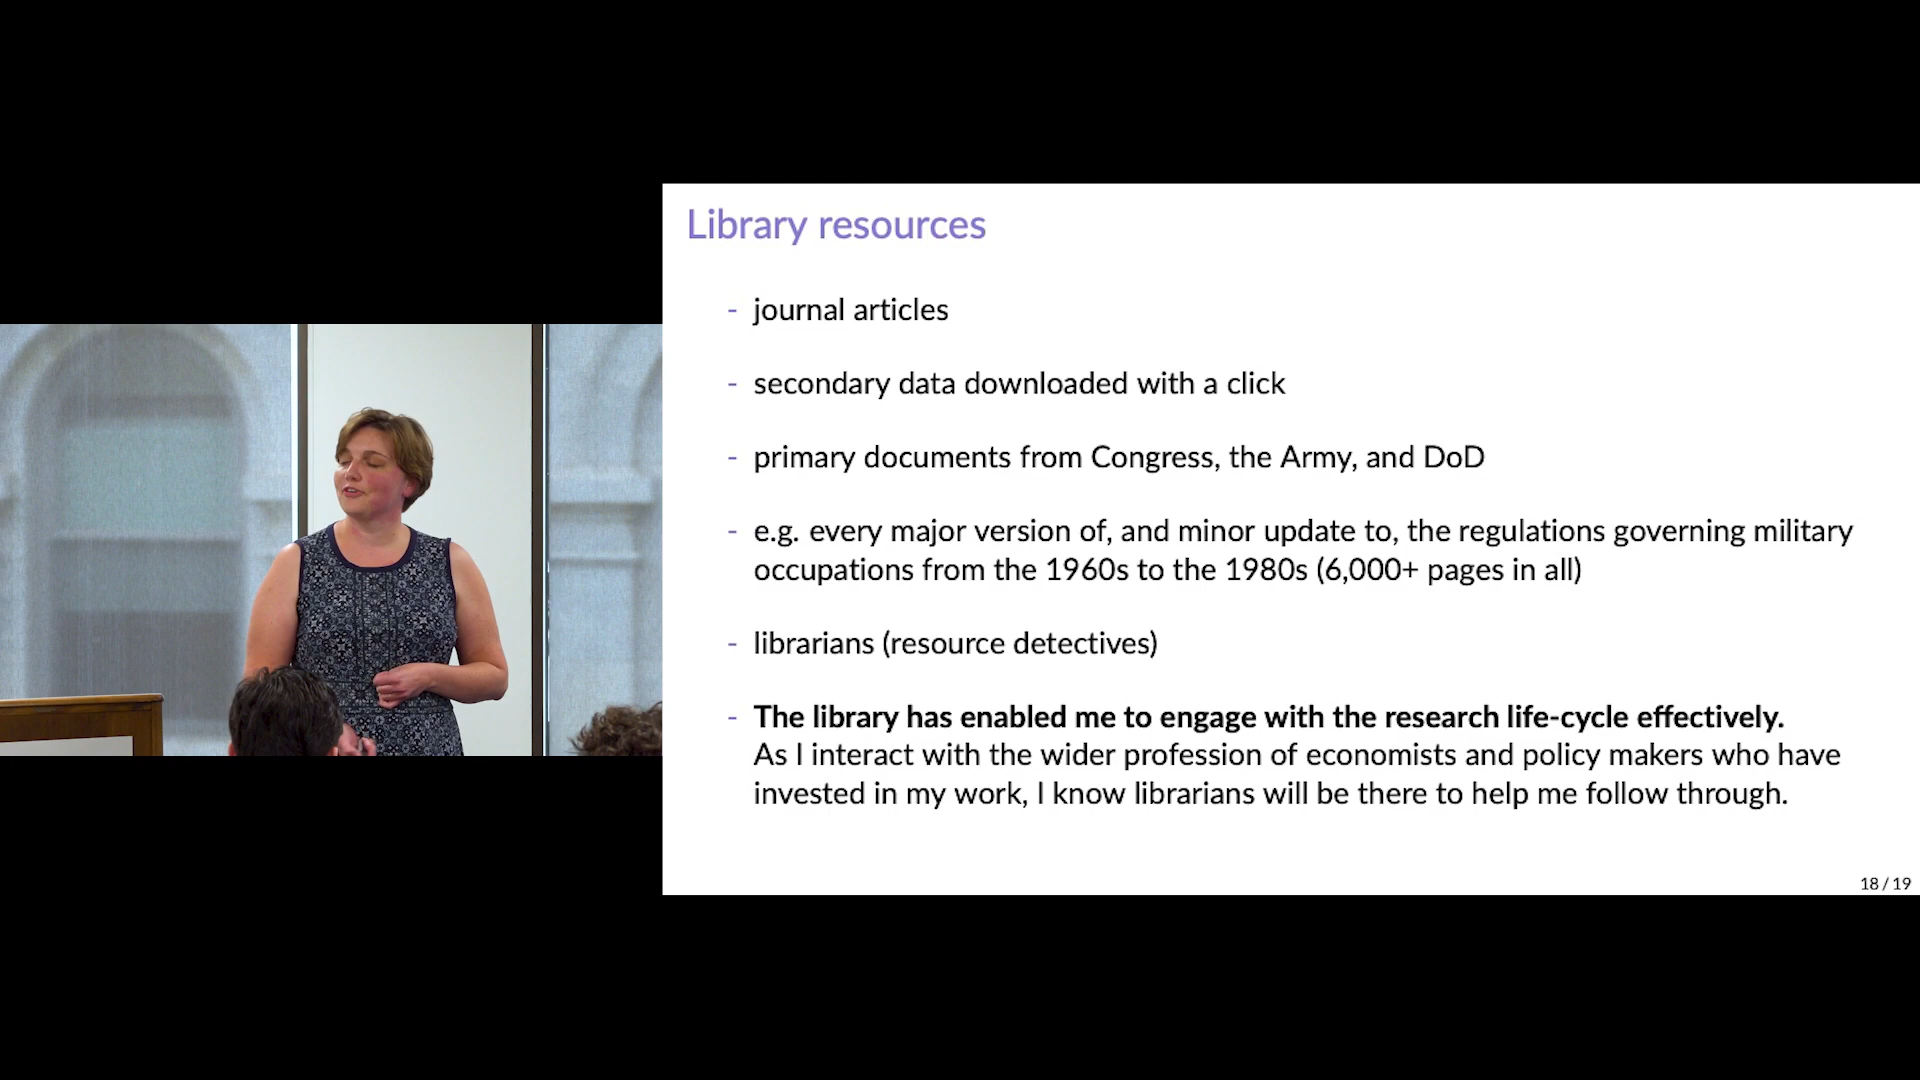 Library resources
- journal articles
- secondary data downloaded with a click
- primary documents from Congress, the Army, and DoD
- e.g. every major version of, and minor update to, the regulations governing military
occupations from the 1960s to the 1980s (6,000+ pages in all)
- librarians (resource detectives)
- The library has enabled me to engage with the research life-cycle effectively.
As I interact with the wider profession of economists and policy makers who have
invested in my work, I know librarians will be there to help me follow through.
18 / 19